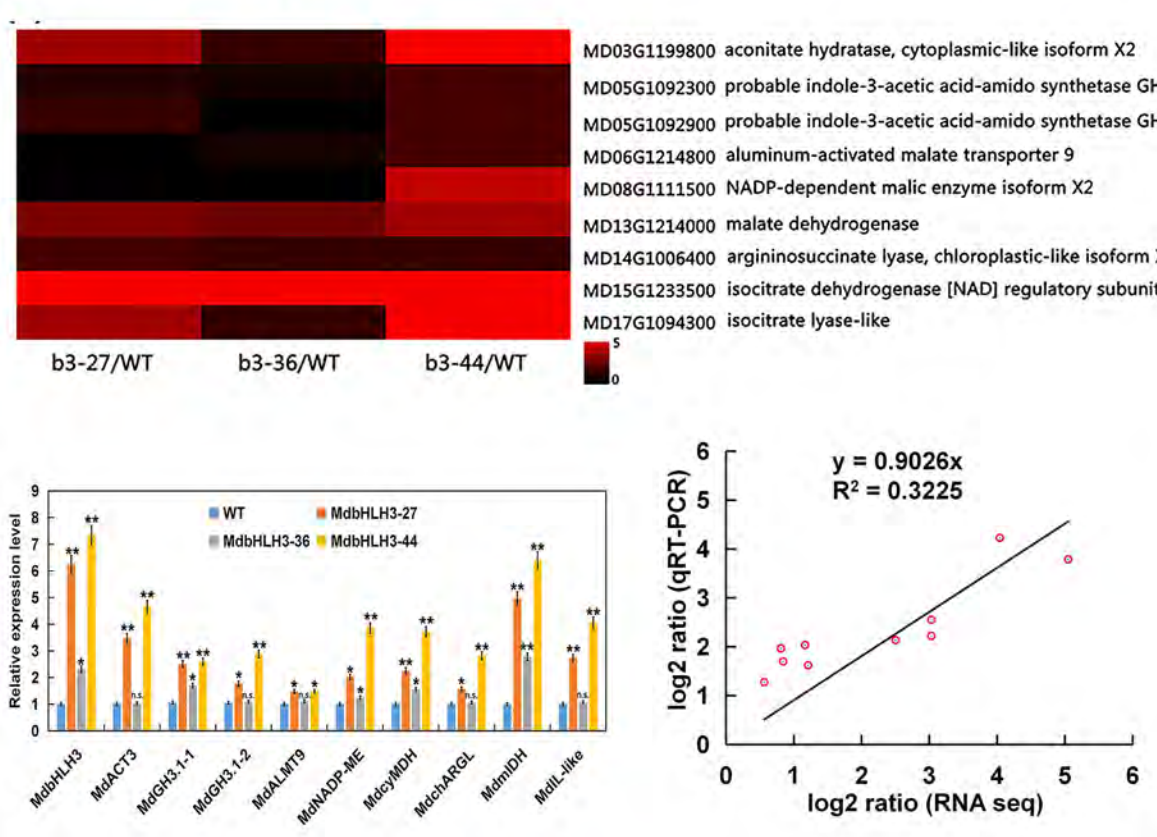 MD03G1199800 aconitate hydratase, cytoplasmic-like isoform X2
MD05G1092300 probable indole-3-acetic acid-amido synthetase GH
MD05G1092900 probable indole-3-acetic acid-amido synthetase GH
MD06G1214800 aluminum-activated malate transporter 9
MD08G1111500 NADP-dependent malic enzyme isoform X2
MD13G1214000 malate dehydrogenase
MD14G1006400 argininosuccinate lyase, chloroplastic-like isoform
MD15G1233500 isocitrate dehydrogenase [NAD] regulatory subunit
MD17G1094300 isocitrate lyase-like
b3-27/WT b3-36/WT b3-44/WT
5
0
Relative expression level
9
8
7
6
5
4
3
2
1
0
WT MdbHLH3-27
MdbHLH3-36 MdbHLH3-44
** * **
** n.s. **
** * **
* n.s. **
* n.s. *
* * **
** * **
* n.s. **
** ** **
** n.s. **
MdbHLH3 MdACT3 MdGH3.1-1 MdGH3.1-2 MdALMT9 MdNADP-ME MdcyMDH MdchARGL MdmIDH MdIL-like
log2 ratio (qRT-PCR)
6
5
4
3
2
1
0
y = 0.9026x
R² = 0.3225
0 1 2 3 4 5 6
log2 ratio (RNA seq)